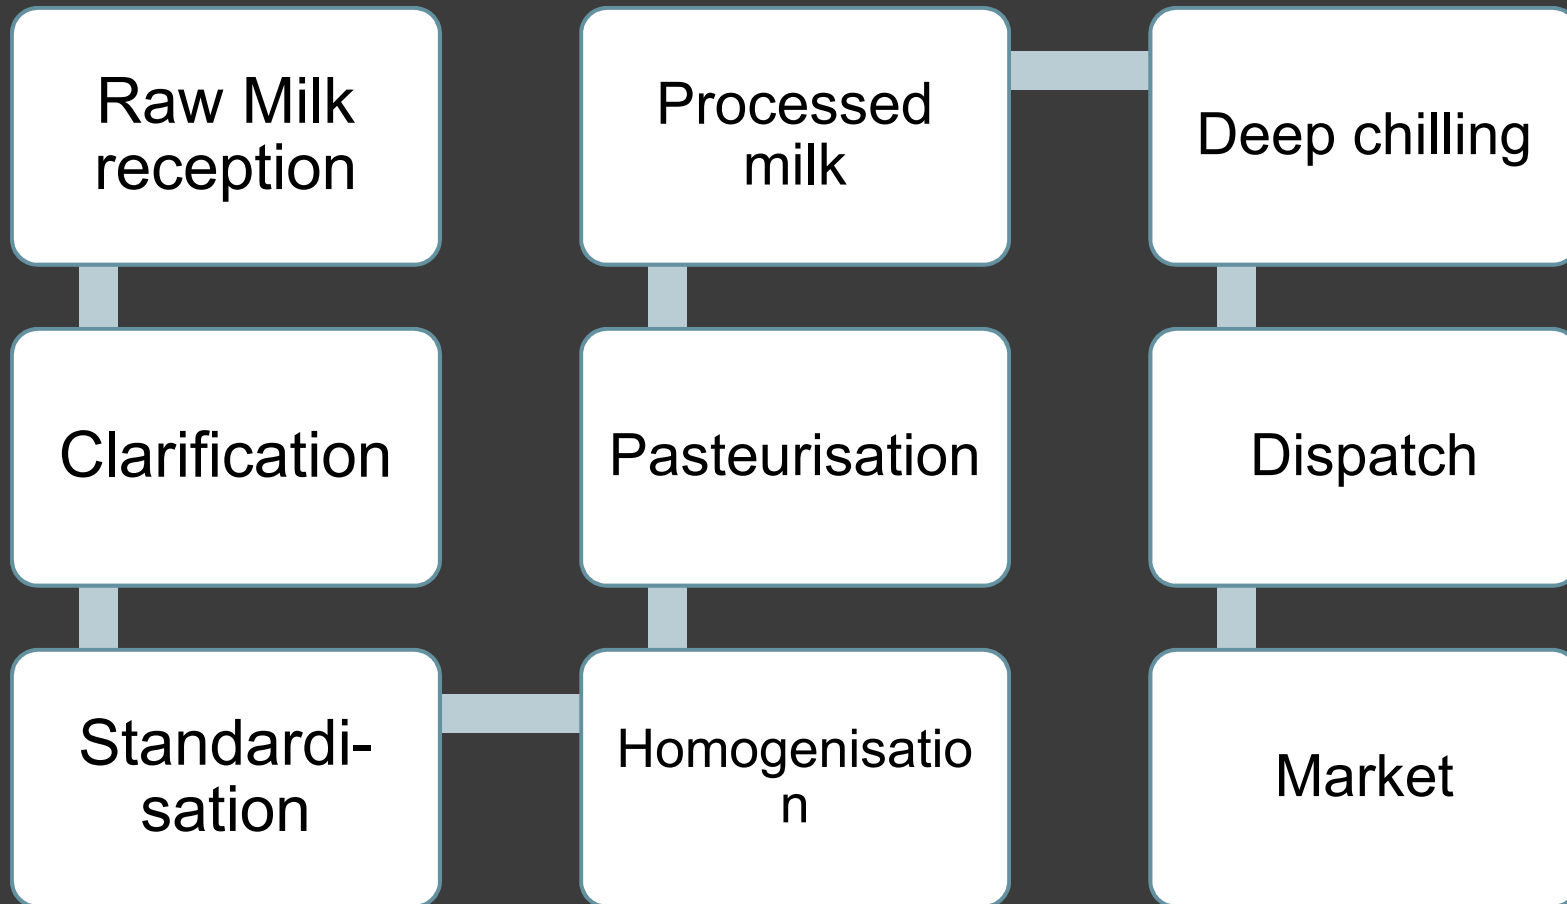 Raw Milk
reception
Clarification
Standardi-
sation
Homogenisatio
n
Pasteurisation
Processed
milk
Deep chilling
Dispatch
Market